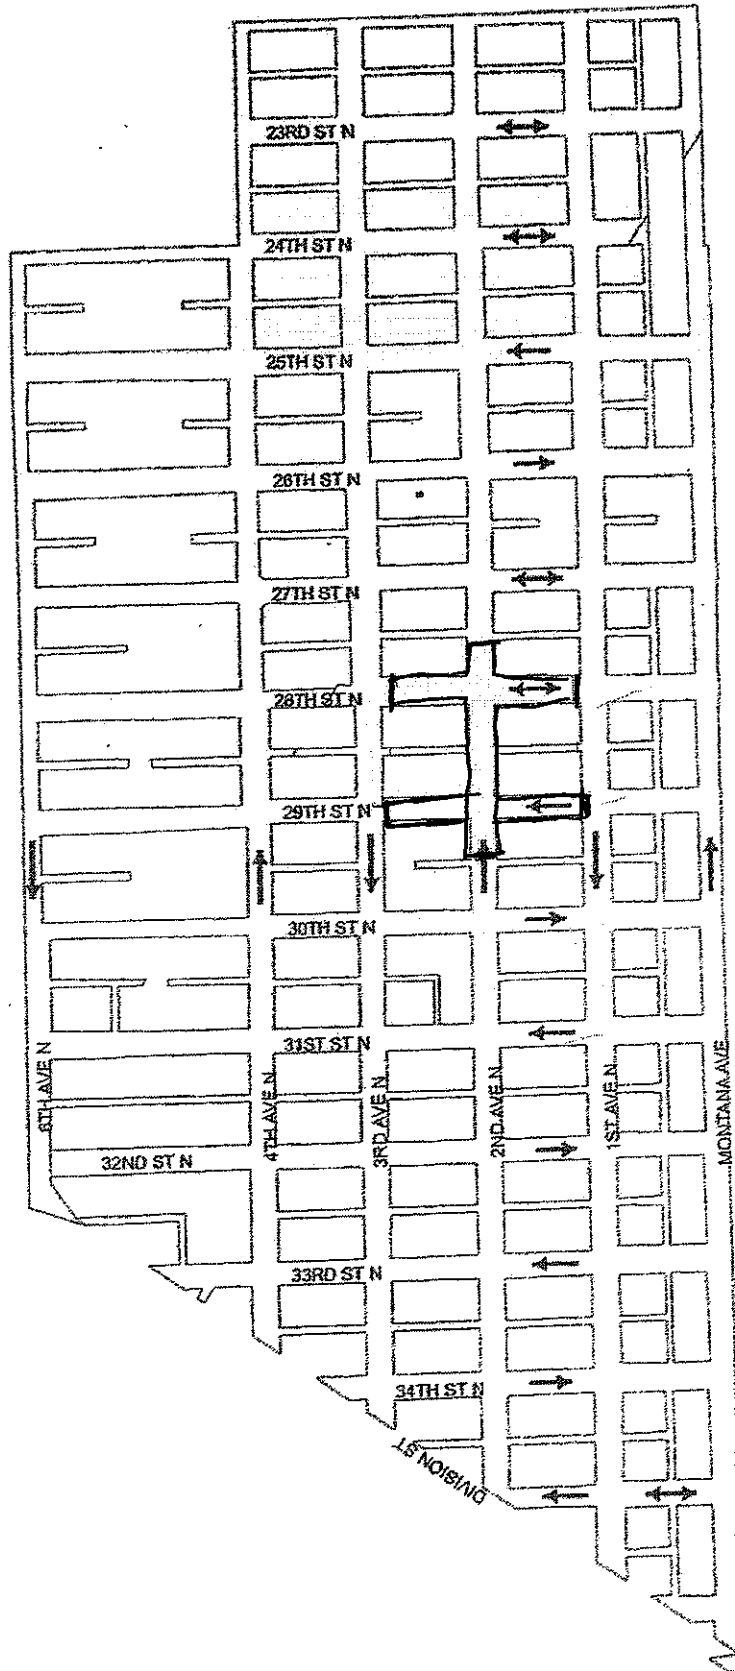 23RD ST N
24TH ST N
25TH ST N
26TH ST N
27TH ST N
28TH ST N
29TH ST N
30TH ST N
31ST ST N
6TH AVE N
4TH AVE N
3RD AVE N
2ND AVE N
1ST AVE N
MONTANA AVE
32ND ST N
33RD ST N
34TH ST N
DIVISION ST